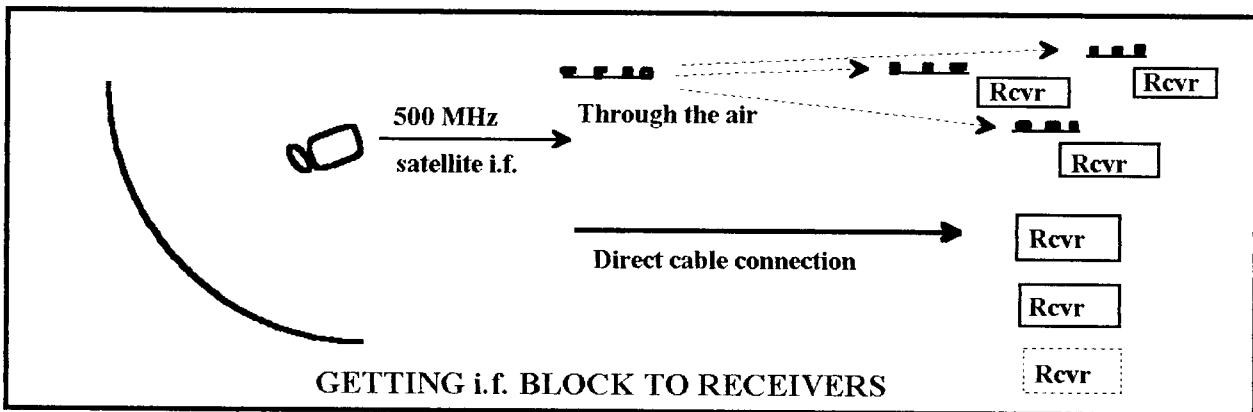 500 MHz
satellite i.f.
Through the air
Rcvr
Rcvr
Rcvr
Direct cable connection
Rcvr
Rcvr
Rcvr
GETTING i.f. BLOCK TO RECEIVERS